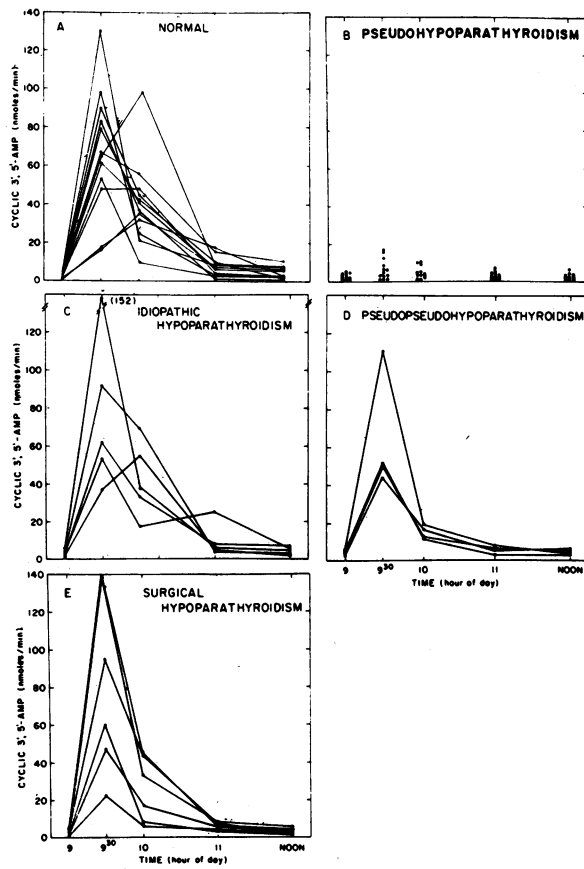 A NORMAL
CYCLIC 3', 5'-AMP (nmoles/min)
140
120
100
80
60
40
20
0
B PSEUDOHYPOPARATHYROIDISM
C IDIOPATHIC
HYPOPARATHYROIDISM
(152)
CYCLIC 3', 5'-AMP (nmoles/min)
120
100
80
60
40
20
0
D PSEUDOPSEUDOHYPOPARATHYROIDISM
9 9³⁰ 10 11 NOON
TIME (hour of day)
E SURGICAL
HYPOPARATHYROIDISM
CYCLIC 3', 5'-AMP (nmoles/min)
140
120
100
80
60
40
20
0
9 9³⁰ 10 11 NOON
TIME (hour of day)